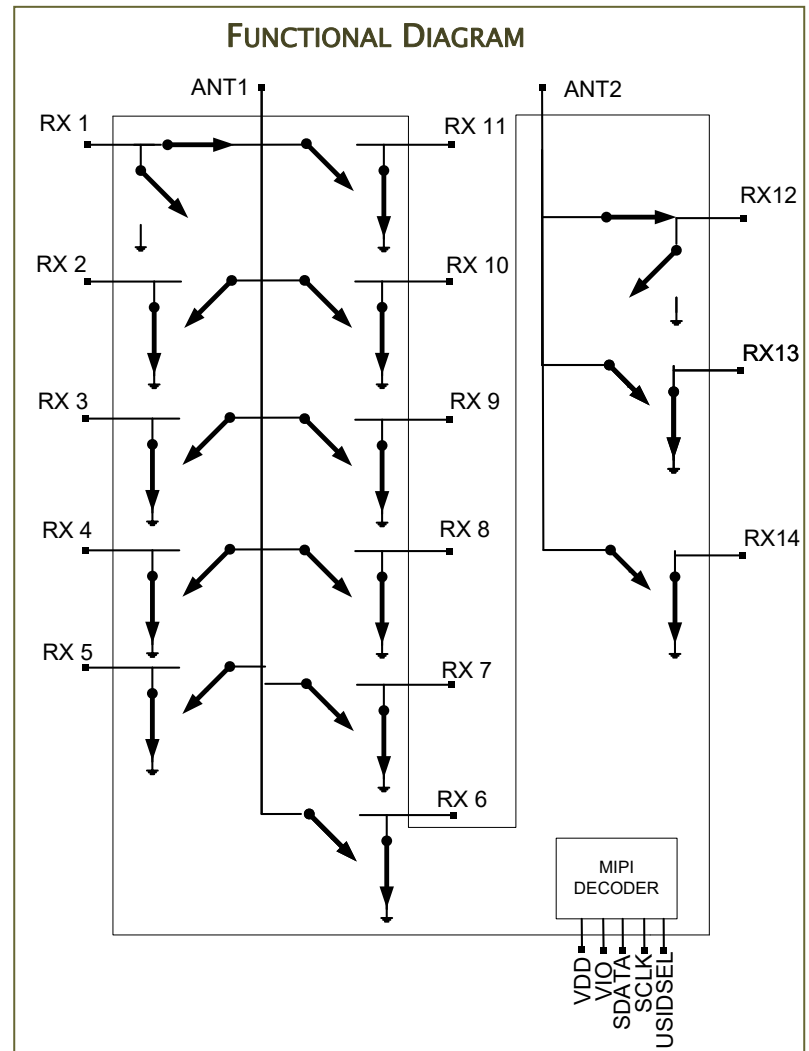 FUNCTIONAL DIAGRAM
ANT1
ANT2
RX 1
RX 11
RX12
RX 2
RX 10
RX13
RX 3
RX 9
RX 4
RX 8
RX14
RX 5
RX 7
RX 6
MIPI
DECODER
VDD
VIO
SDATA
SCLK
USIDSEL